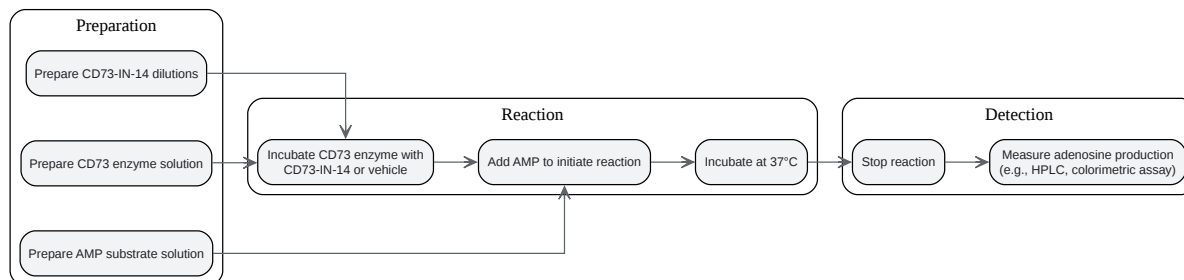 Preparation
Prepare CD73-IN-14 dilutions
Prepare CD73 enzyme solution
Prepare AMP substrate solution
Reaction
Incubate CD73 enzyme with
CD73-IN-14 or vehicle
Add AMP to initiate reaction
Incubate at 37°C
Detection
Stop reaction
Measure adenosine production
(e.g., HPLC, colorimetric assay)